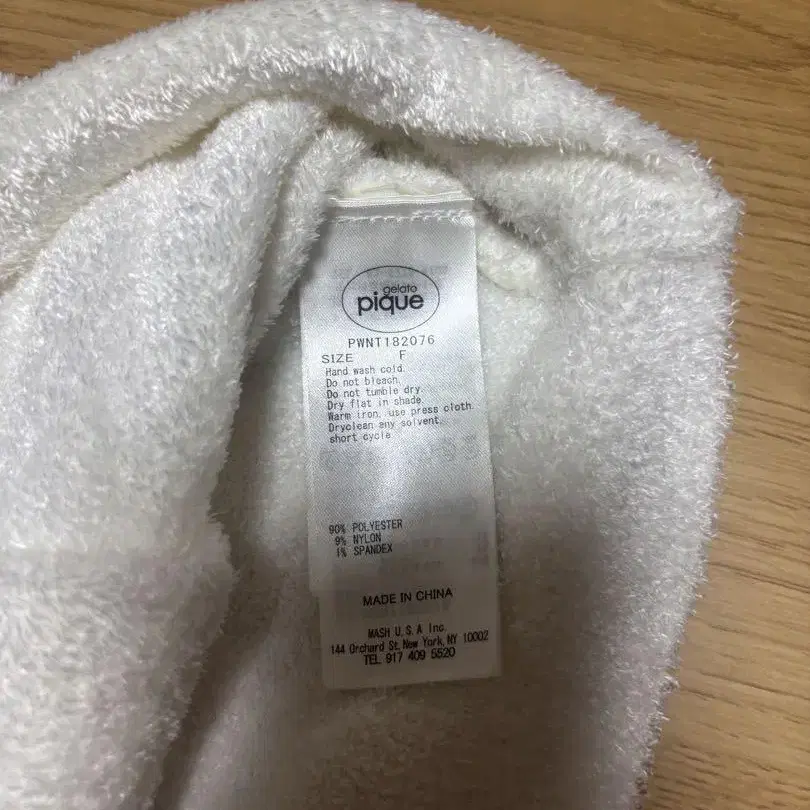 gelato
pique
PWNT182076
SIZE F
Hand wash cold.
Do not bleach.
Do not tumble dry.
Dry flat in shade.
Warm iron, use press cloth.
Dryclean any solvent,
short cycle
90% POLYESTER
9% NYLON
1% SPANDEX
MADE IN CHINA
MASH U.S.A Inc.
144 Orchard St. New York, NY 10002
TEL 917 409 5520